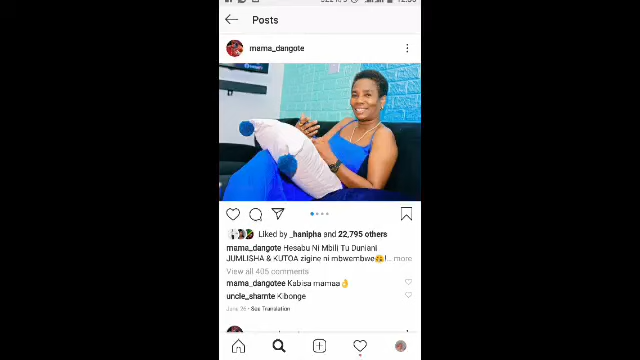 Posts
mama_dangote
Liked by _hanipha and 22,795 others
mama_dangote Hesabu Ni Mbili Tu Duniani
JUMLISHA & KUTOA zigine ni mbwembwe😘!... more
View all 405 comments
mama_dangotee Kabisa mamaa👌
uncle_shamte Kibonge
June 26 • See Translation